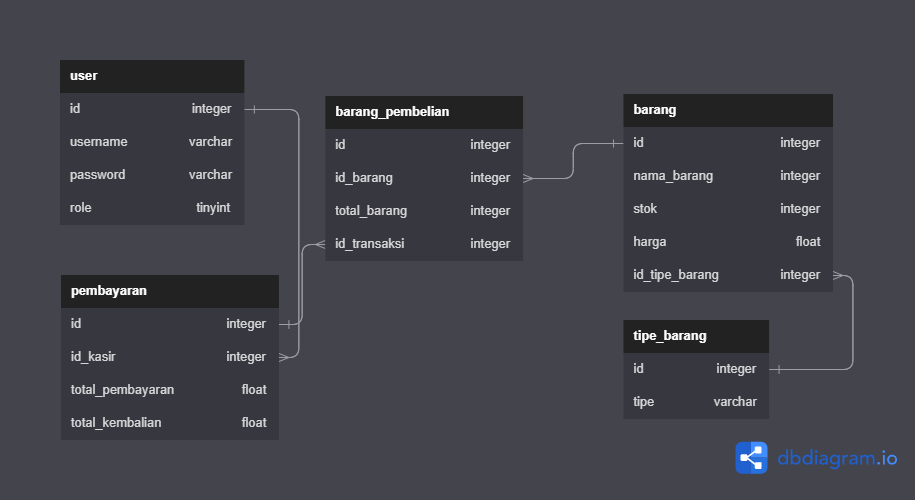 user
id integer
username varchar
password varchar
role tinyint
pembayaran
id integer
id_kasir integer
total_pembayaran float
total_kembalian float
barang_pembelian
id integer
id_barang integer
total_barang integer
id_transaksi integer
barang
id integer
nama_barang integer
stok integer
harga float
id_tipe_barang integer
tipe_barang
id integer
tipe varchar
dbdiagram.io